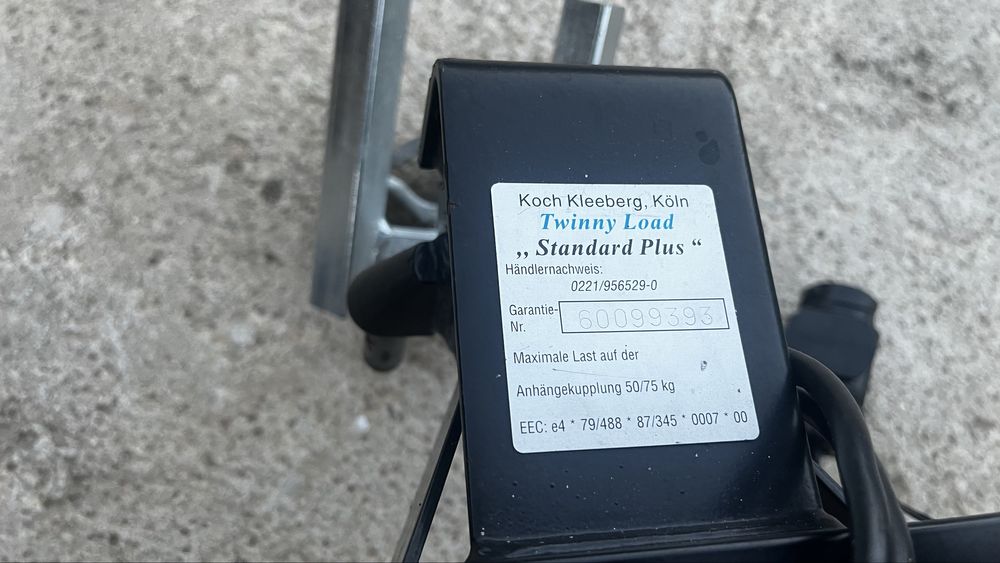 Koch Kleeberg, Köln
Twinny Load
„ Standard Plus “
Händlernachweis:
0221/956529-0
Garantie-
Nr.
60099393
Maximale Last auf der
Anhängekupplung 50/75 kg
EEC: e4 * 79/488 * 87/345 * 0007 * 00